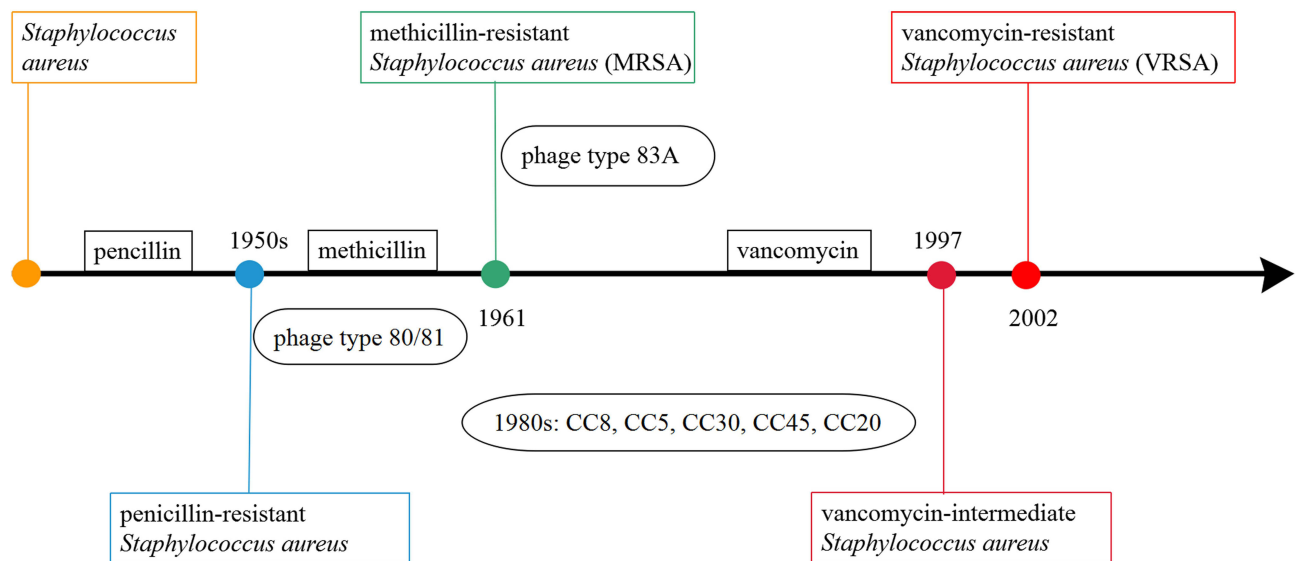 Staphylococcus
aureus
methicillin-resistant
Staphylococcus aureus (MRSA)
vancomycin-resistant
Staphylococcus aureus (VRSA)
phage type 83A
pencillin
1950s
methicillin
vancomycin
1997
phage type 80/81
1961
2002
1980s: CC8, CC5, CC30, CC45, CC20
penicillin-resistant
Staphylococcus aureus
vancomycin-intermediate
Staphylococcus aureus